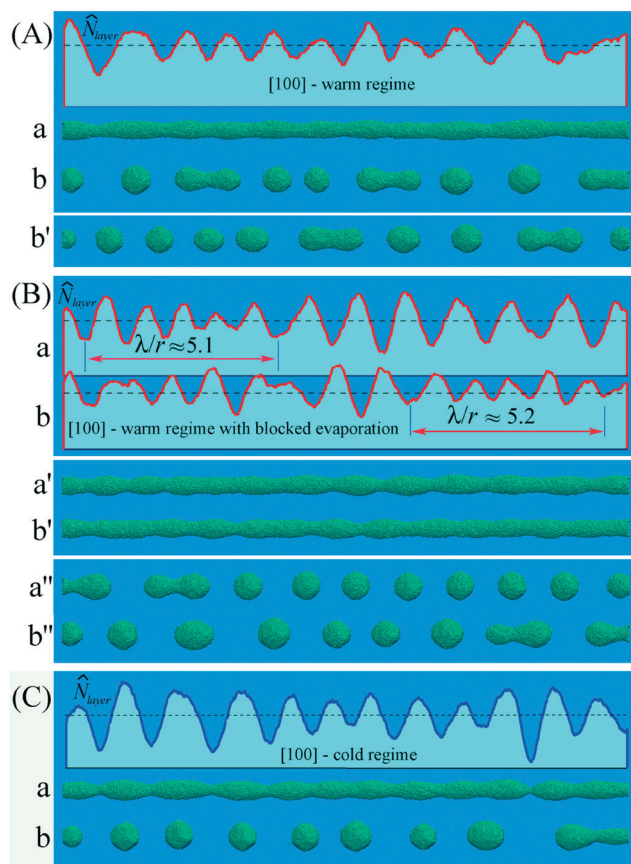 (A)
N̂layer
[100] - warm regime
a
b
b'
(B)
N̂layer
a
λ/r ≈ 5.1
b
[100] - warm regime with blocked evaporation
λ/r ≈ 5.2
a'
b'
a"
b"
(C)
N̂layer
[100] - cold regime
a
b